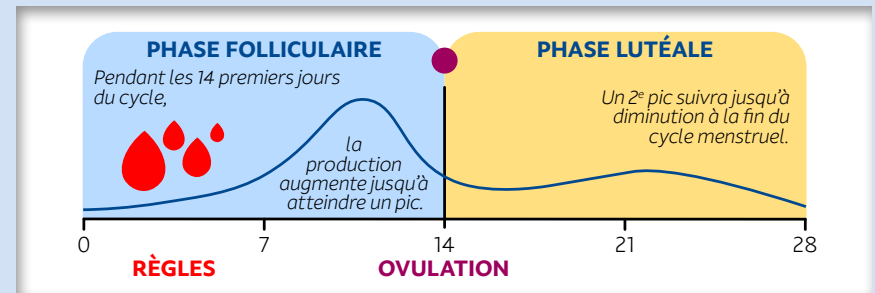 PHASE FOLLICULAIRE
Pendant les 14 premiers jours
du cycle,
la
production
augmente jusqu'à
atteindre un pic.
PHASE LUTÉALE
Un 2e pic suivra jusqu'à
diminution à la fin du
cycle menstruel.
0 7 14 21 28
RÈGLES OVULATION